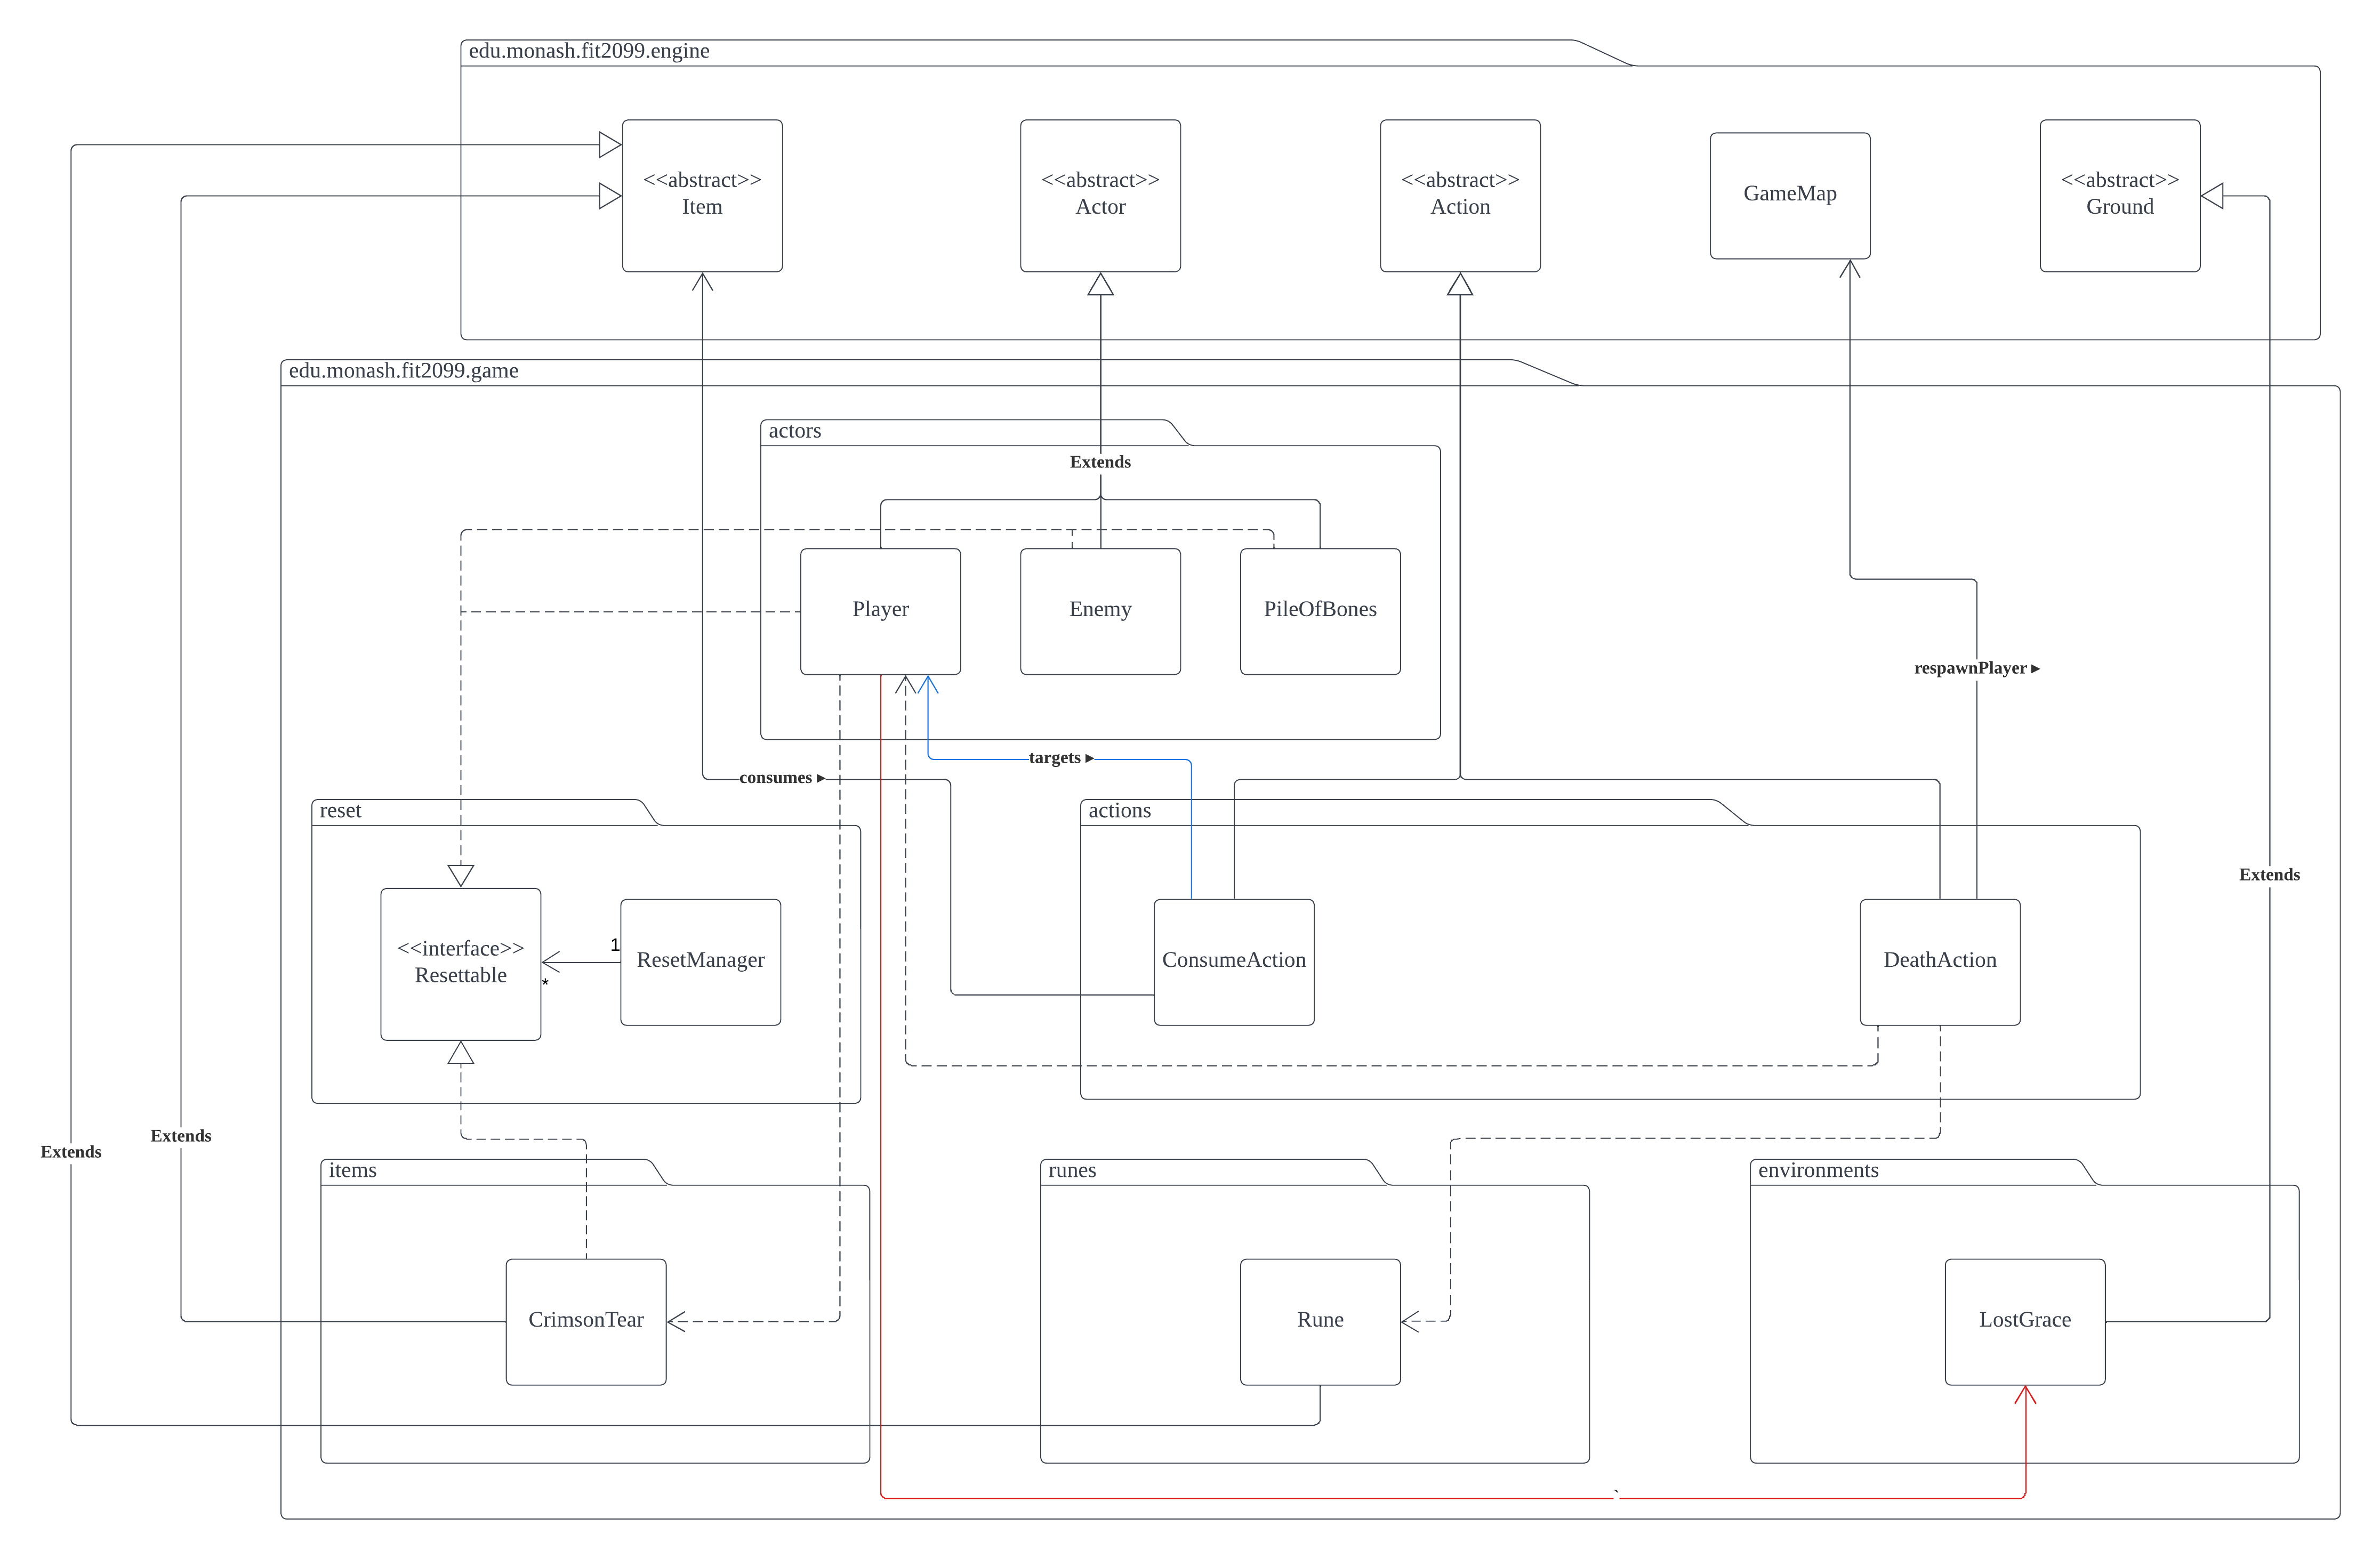 edu.monash.fit2099.engine
<<abstract>>
Item
<<abstract>>
Actor
<<abstract>>
Action
GameMap
<<abstract>>
Ground
edu.monash.fit2099.game
actors
Extends
Player
Enemy
PileOfBones
respawnPlayer ►
targets ►
consumes ►
reset
actions
Extends
<<interface>>
Resettable
1
*
ResetManager
ConsumeAction
DeathAction
Extends
Extends
items
runes
environments
CrimsonTear
Rune
LostGrace
`